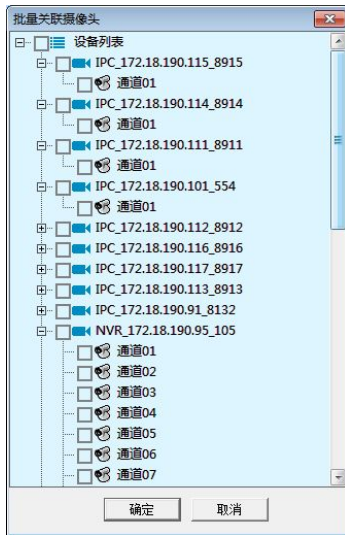 批量关联摄像头
设备列表
IPC_172.18.190.115_8915
通道01
IPC_172.18.190.114_8914
通道01
IPC_172.18.190.111_8911
通道01
IPC_172.18.190.101_554
通道01
IPC_172.18.190.112_8912
IPC_172.18.190.116_8916
IPC_172.18.190.117_8917
IPC_172.18.190.113_8913
IPC_172.18.190.91_8132
NVR_172.18.190.95_105
通道01
通道02
通道03
通道04
通道05
通道06
通道07
确定 取消